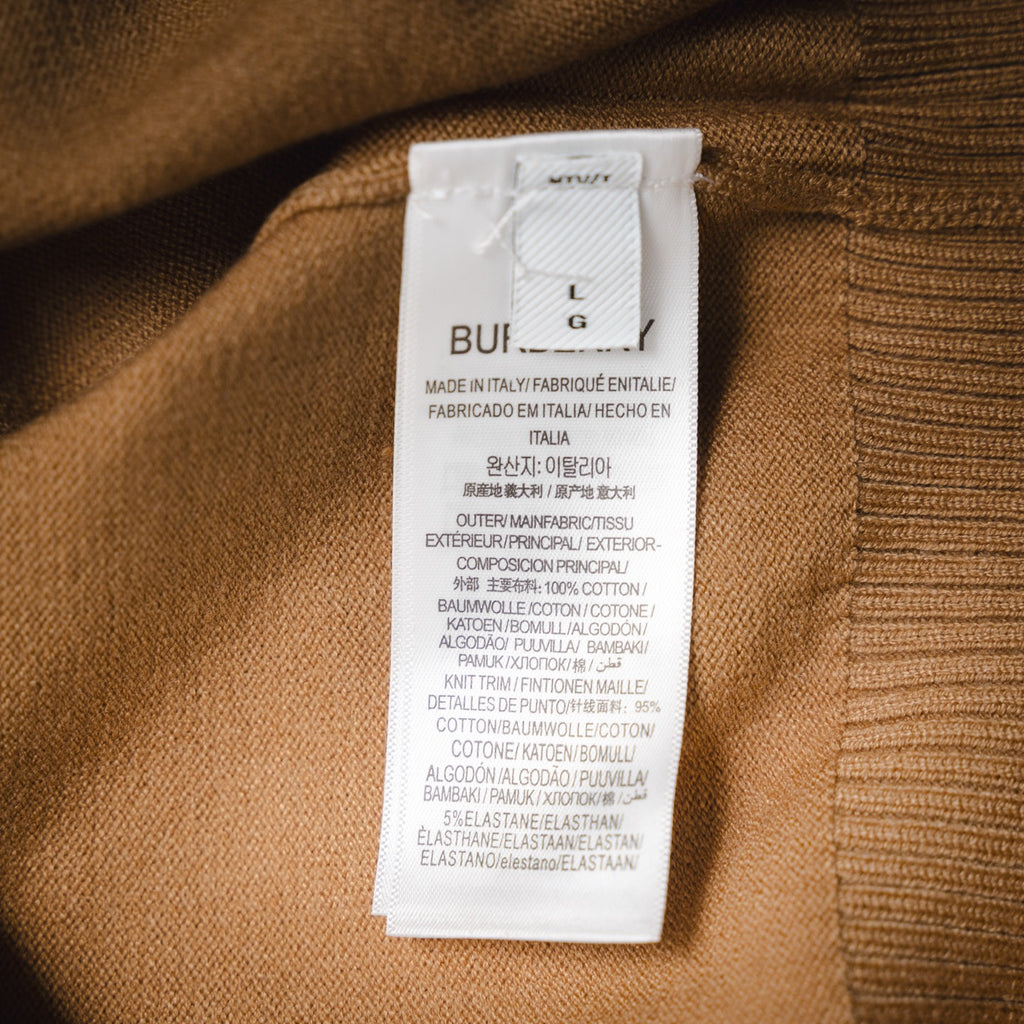 L
G
BURBERRY
MADE IN ITALY/ FABRIQUÉ ENITALIE/
FABRICADO EM ITALIA/ HECHO EN
ITALIA
완산지: 이탈리아
原産地 義大利 / 原产地 意大利
OUTER/ MAINFABRIC/TISSU
EXTÉRIEUR/PRINCIPAL/ EXTERIOR-
COMPOSICION PRINCIPAL/
外部 主要布料: 100% COTTON /
BAUMWOLLE /COTON / COTONE /
KATOEN / BOMULL /ALGODÓN /
ALGODÃO/ PUUVILLA/ BAMBAKI /
PAMUK / ХЛОПОК / 棉 / قطن
KNIT TRIM / FINTIONEN MAILLE/
DETALLES DE PUNTO/针线面料: 95%
COTTON/BAUMWOLLE/COTON/
COTONE/ KATOEN/ BOMULL/
ALGODÓN /ALGODÃO / PUUVILLA/
BAMBAKI / PAMUK / ХЛОПОК/ 棉 / قطن
5%ELASTANE/ELASTHAN/
ÈLASTHANE/ELASTAAN/ELASTAN/
ELASTANO/elestano/ELASTAAN/